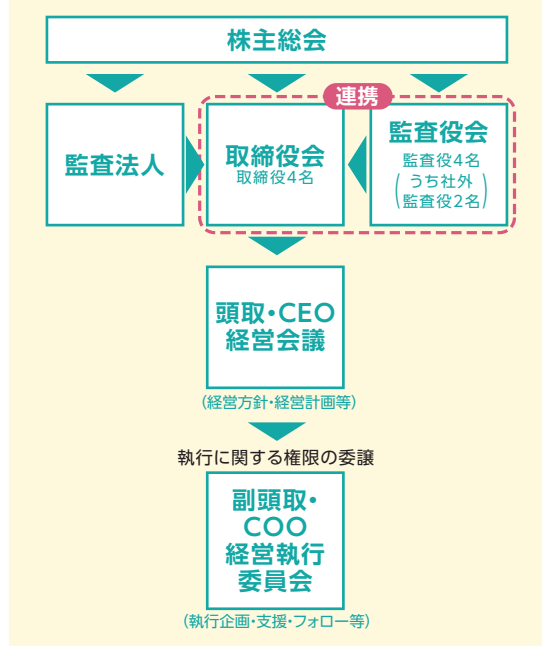 株主総会
連携
監査法人
取締役会
取締役4名
監査役会
監査役4名
(うち社外
監査役2名)
頭取・CEO
経営会議
(経営方針・経営計画等)
執行に関する権限の委譲
副頭取・
COO
経営執行
委員会
(執行企画・支援・フォロー等)